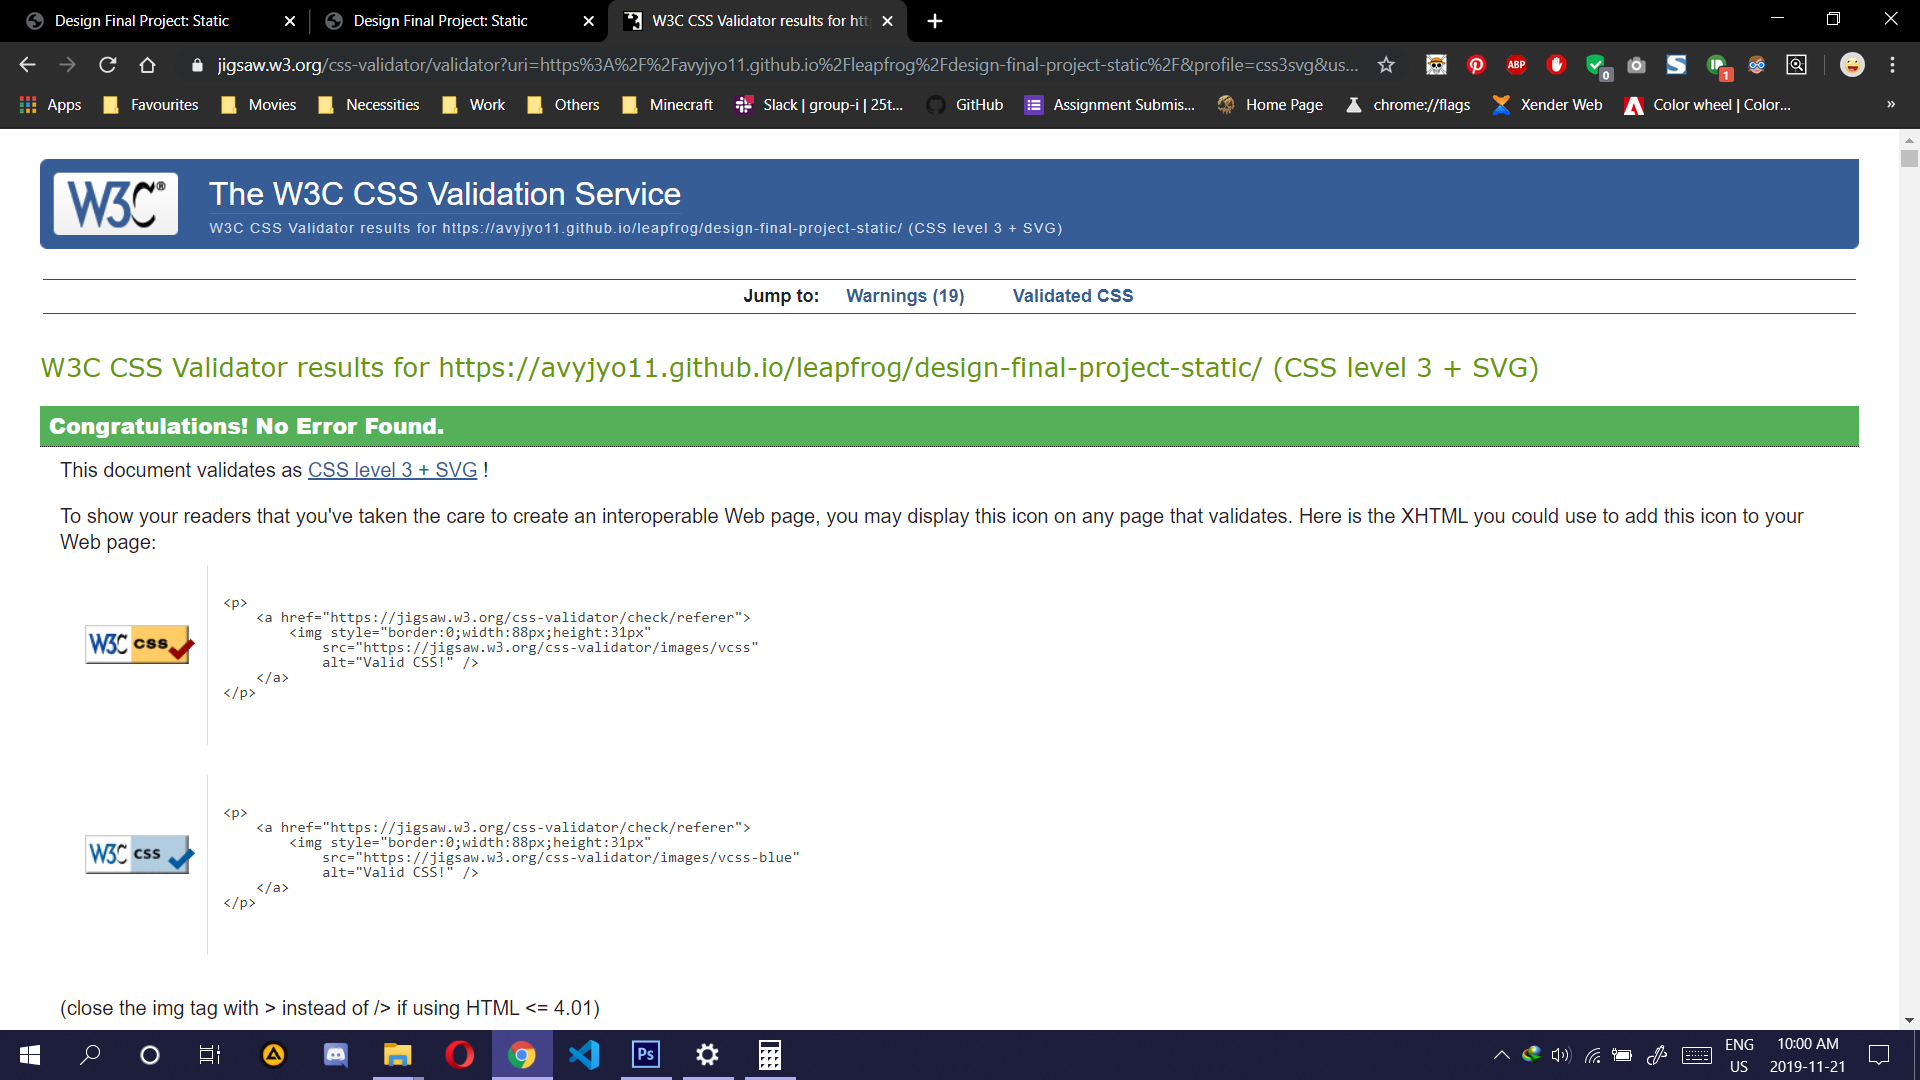 Design Final Project: Static
Design Final Project: Static
W3C CSS Validator results for htt
jigsaw.w3.org/css-validator/validator?uri=https%3A%2F%2Favyjyo11.github.io%2Fleapfrog%2Fdesign-final-project-static%2F&profile=css3svg&us...
ABP
0
1
Apps
Favourites
Movies
Necessities
Work
Others
Minecraft
Slack | group-i | 25t...
GitHub
Assignment Submis...
Home Page
chrome://flags
Xender Web
Color wheel | Color...
»
W3C®
The W3C CSS Validation Service
W3C CSS Validator results for https://avyjyo11.github.io/leapfrog/design-final-project-static/ (CSS level 3 + SVG)
Jump to: Warnings (19) Validated CSS
W3C CSS Validator results for https://avyjyo11.github.io/leapfrog/design-final-project-static/ (CSS level 3 + SVG)
Congratulations! No Error Found.
This document validates as CSS level 3 + SVG !
To show your readers that you've taken the care to create an interoperable Web page, you may display this icon on any page that validates. Here is the XHTML you could use to add this icon to your
Web page:
W3C css
<p>
<a href="https://jigsaw.w3.org/css-validator/check/referer">
<img style="border:0;width:88px;height:31px"
src="https://jigsaw.w3.org/css-validator/images/vcss"
alt="Valid CSS!" />
</a>
</p>
W3C css
<p>
<a href="https://jigsaw.w3.org/css-validator/check/referer">
<img style="border:0;width:88px;height:31px"
src="https://jigsaw.w3.org/css-validator/images/vcss-blue"
alt="Valid CSS!" />
</a>
</p>
(close the img tag with > instead of /> if using HTML <= 4.01)
Ps
ENG
US
10:00 AM
2019-11-21